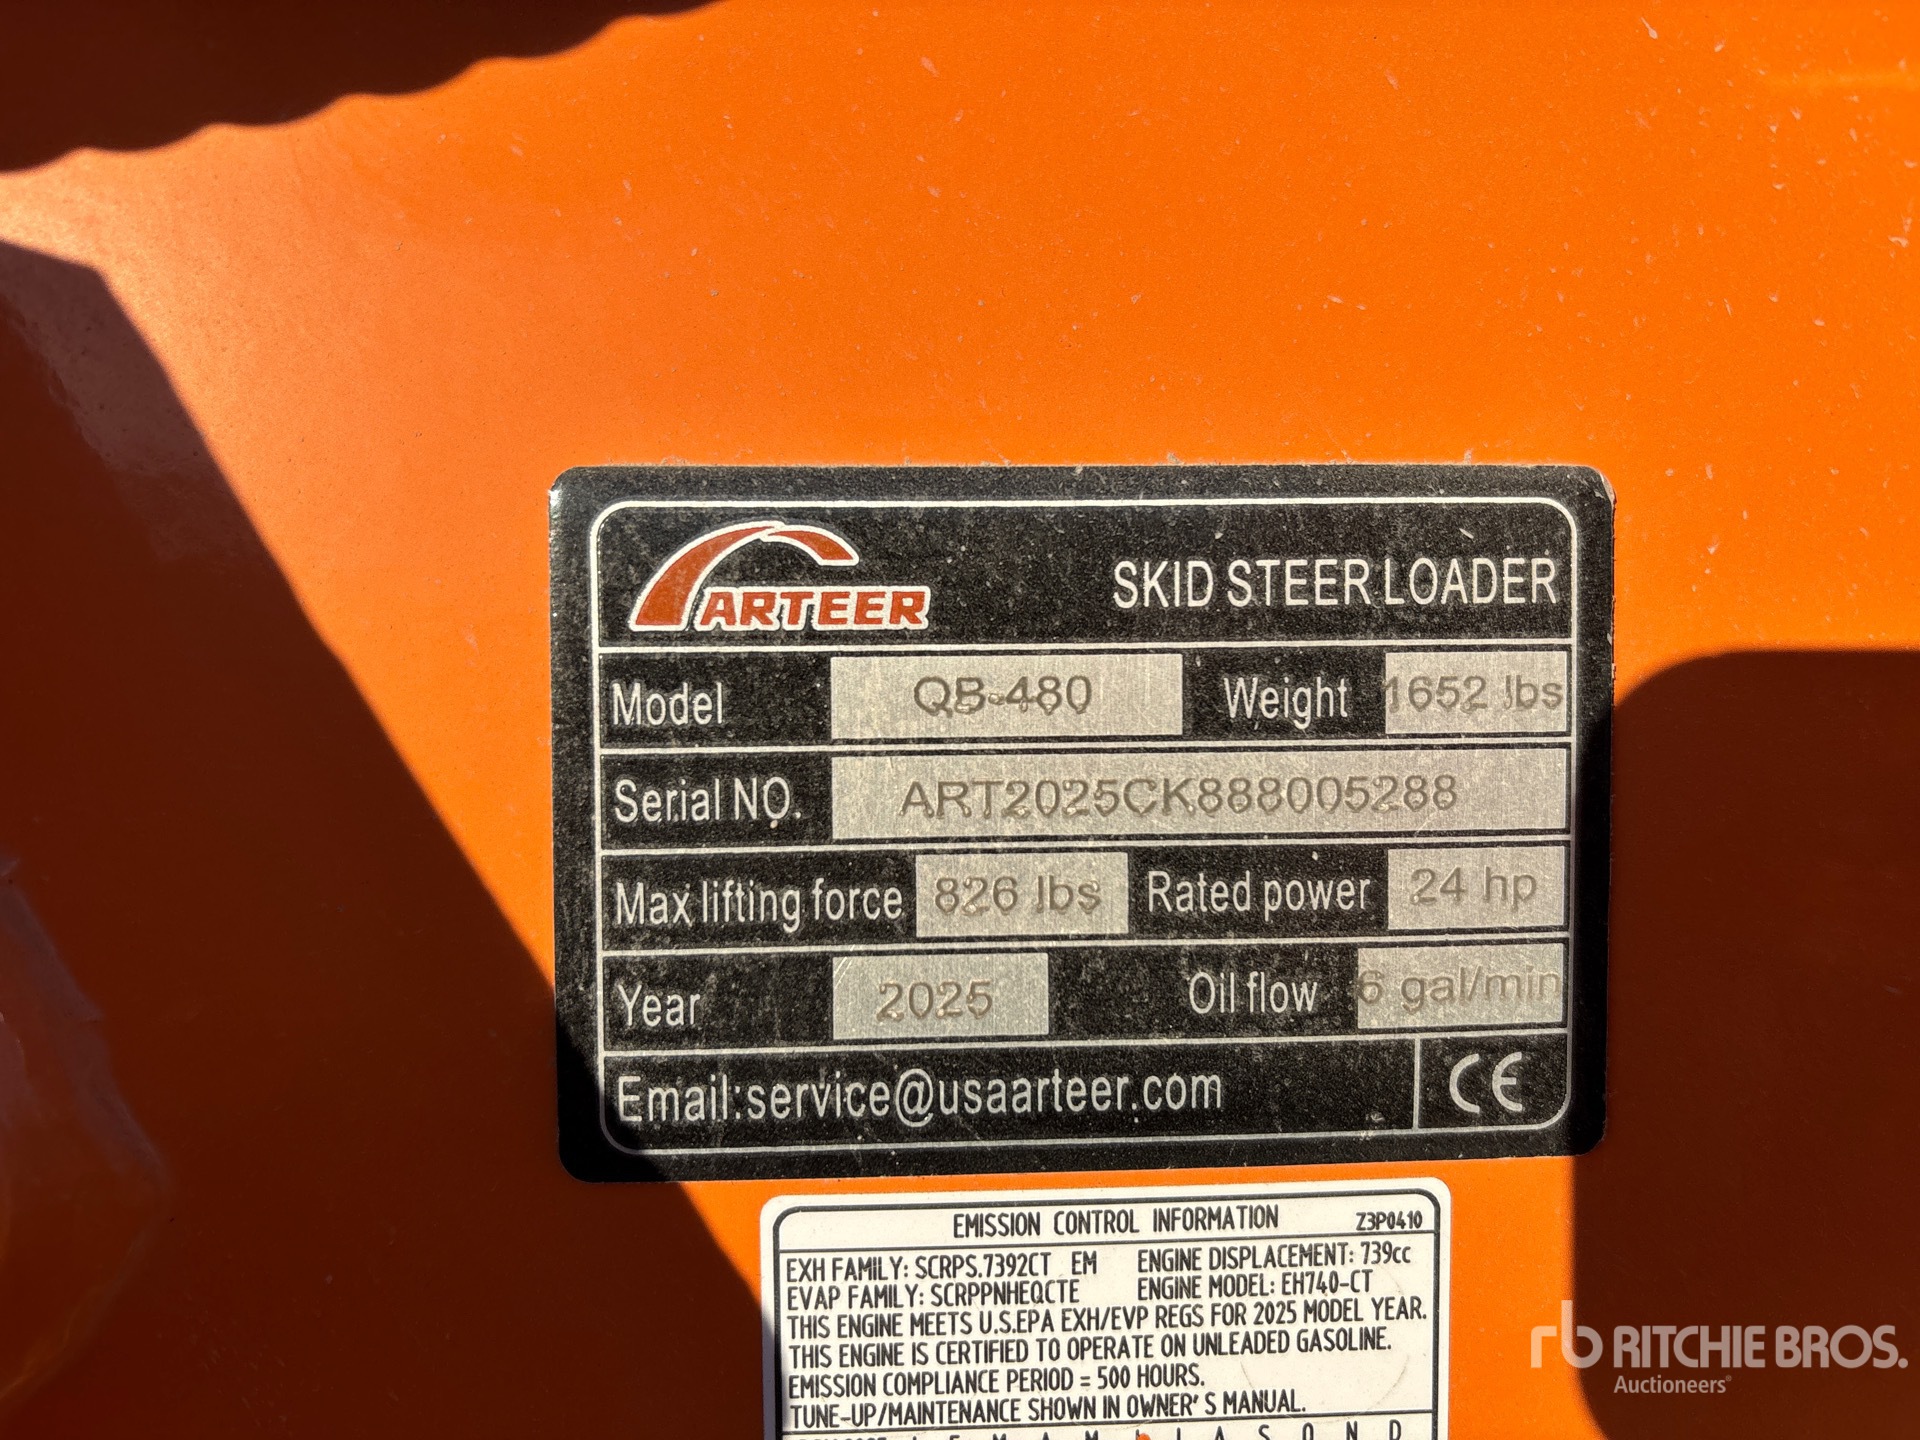 ARTEER SKID STEER LOADER
Model QB-480 Weight 1652 lbs
Serial NO. ART2025CK888005288
Max lifting force 826 lbs Rated power 24 hp
Year 2025 Oil flow 6 gal/min
Email:service@usaarteer.com CE
EMISSION CONTROL INFORMATION Z3P0410
EXH FAMILY: SCRPS.7392CT EM ENGINE DISPLACEMENT: 739cc
EVAP FAMILY: SCRPPNHEQCTE ENGINE MODEL: EH740-CT
THIS ENGINE MEETS U.S.EPA EXH/EVP REGS FOR 2025 MODEL YEAR.
THIS ENGINE IS CERTIFIED TO OPERATE ON UNLEADED GASOLINE.
EMISSION COMPLIANCE PERIOD = 500 HOURS.
TUNE-UP/MAINTENANCE SHOWN IN OWNER' S MANUAL.
J F M A M J J A S O N D
rb RITCHIE BROS.
Auctioneers®